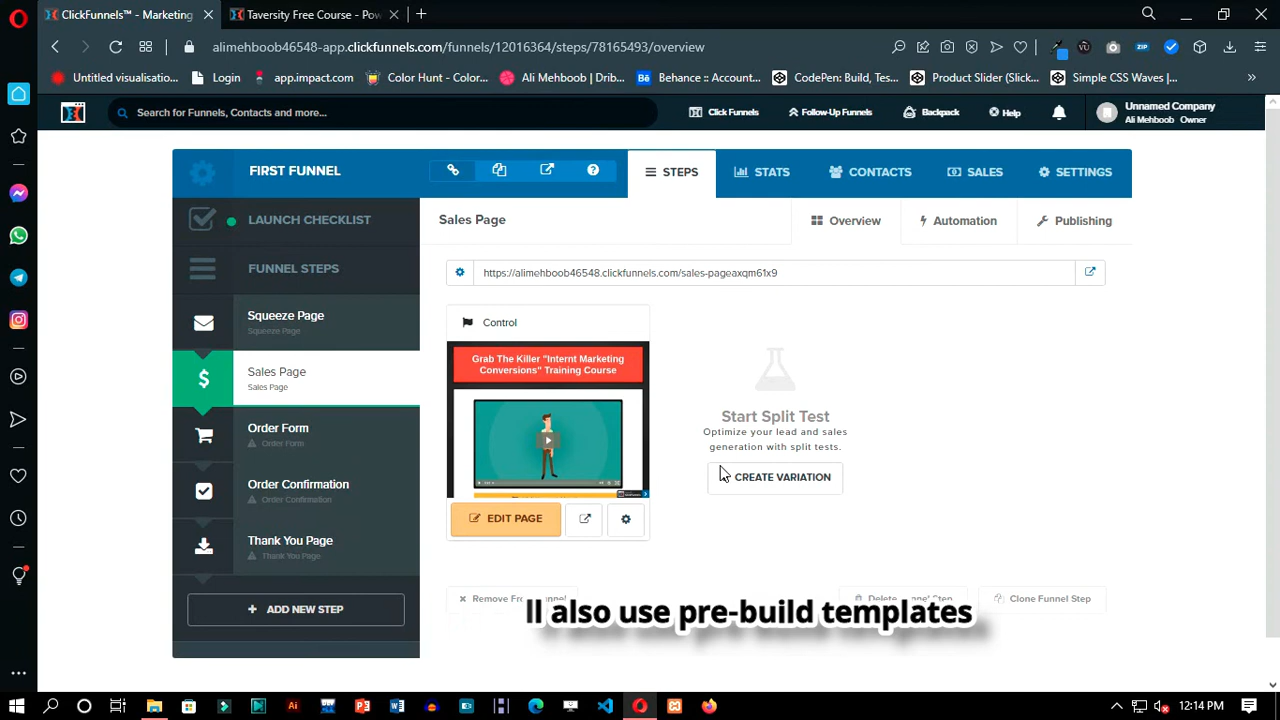 ClickFunnels™ - Marketing
Taversity Free Course - Pow
alimehboob46548-app.clickfunnels.com/funnels/12016364/steps/78165493/overview
Untitled visualisatio...
Login
app.impact.com
Color Hunt - Color...
Ali Mehboob | Drib...
Behance :: Account...
CodePen: Build, Tes...
Product Slider (Slick...
Simple CSS Waves |...
Search for Funnels, Contacts and more...
Click Funnels
Follow-Up Funnels
Backpack
Help
Unnamed Company
Ali Mehboob Owner
FIRST FUNNEL
STEPS
STATS
CONTACTS
SALES
SETTINGS
LAUNCH CHECKLIST
Sales Page
Overview
Automation
Publishing
FUNNEL STEPS
https://alimehboob46548.clickfunnels.com/sales-pageaxqm61x9
Squeeze Page
Squeeze Page
Control
Grab The Killer "Internt Marketing
Conversions" Training Course
Sales Page
Sales Page
Start Split Test
Optimize your lead and sales
generation with split tests.
CREATE VARIATION
Order Form
Order Form
Order Confirmation
Order Confirmation
EDIT PAGE
Thank You Page
Thank You Page
ADD NEW STEP
Remove Fr
Delete
Step
Clone Funnel Step
ll also use pre-build templates
12:14 PM